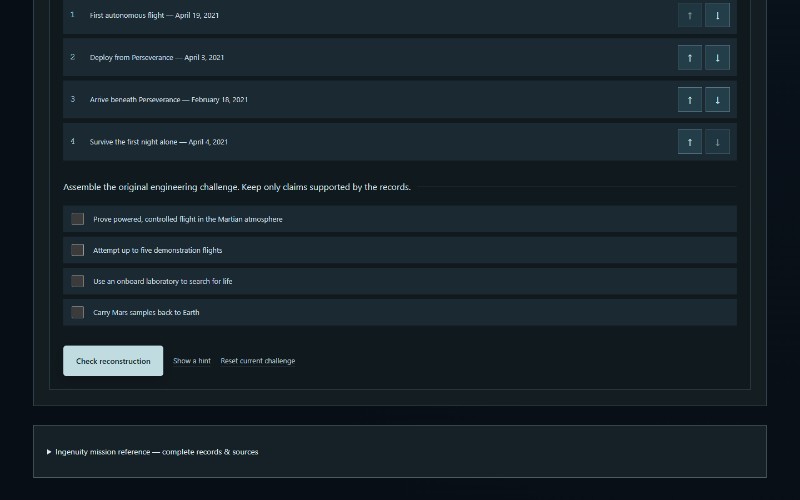 1 First autonomous flight — April 19, 2021 ↑ ↓
2 Deploy from Perseverance — April 3, 2021 ↑ ↓
3 Arrive beneath Perseverance — February 18, 2021 ↑ ↓
4 Survive the first night alone — April 4, 2021 ↑ ↓
Assemble the original engineering challenge. Keep only claims supported by the records.
Prove powered, controlled flight in the Martian atmosphere
Attempt up to five demonstration flights
Use an onboard laboratory to search for life
Carry Mars samples back to Earth
Check reconstruction Show a hint Reset current challenge
▶ Ingenuity mission reference — complete records & sources